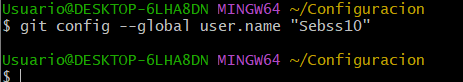 Usuario@DESKTOP-6LHA8DN MINGW64 ~/Configuracion
$ git config --global user.name "Sebss10"

Usuario@DESKTOP-6LHA8DN MINGW64 ~/Configuracion
$